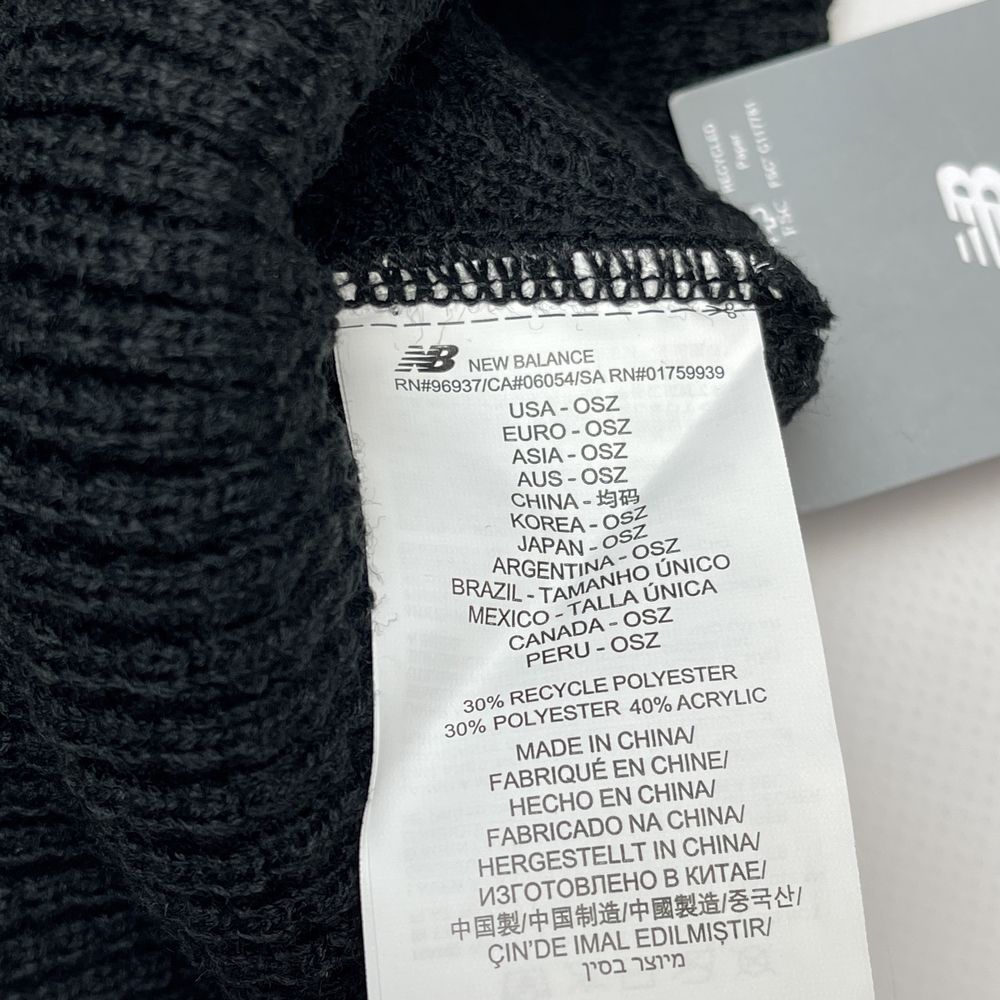 NB NEW BALANCE
RN#96937/CA#06054/SA RN#01759939
USA - OSZ
EURO - OSZ
ASIA - OSZ
AUS - OSZ
CHINA - 均码
KOREA - OSZ
JAPAN - OSZ
ARGENTINA - OSZ
BRAZIL - TAMANHO ÚNICO
MEXICO - TALLA ÚNICA
CANADA - OSZ
PERU - OSZ
30% RECYCLE POLYESTER
30% POLYESTER 40% ACRYLIC
MADE IN CHINA/
FABRIQUÉ EN CHINE/
HECHO EN CHINA/
FABRICADO NA CHINA/
HERGESTELLT IN CHINA/
ИЗГОТОВЛЕНО В КИТАЕ/
中国製/中国制造/中國製造/중국산/
ÇIN'DE IMAL EDILMIŞTIR/
מיוצר בסין
RECYCLED
Paper
FSC
NB